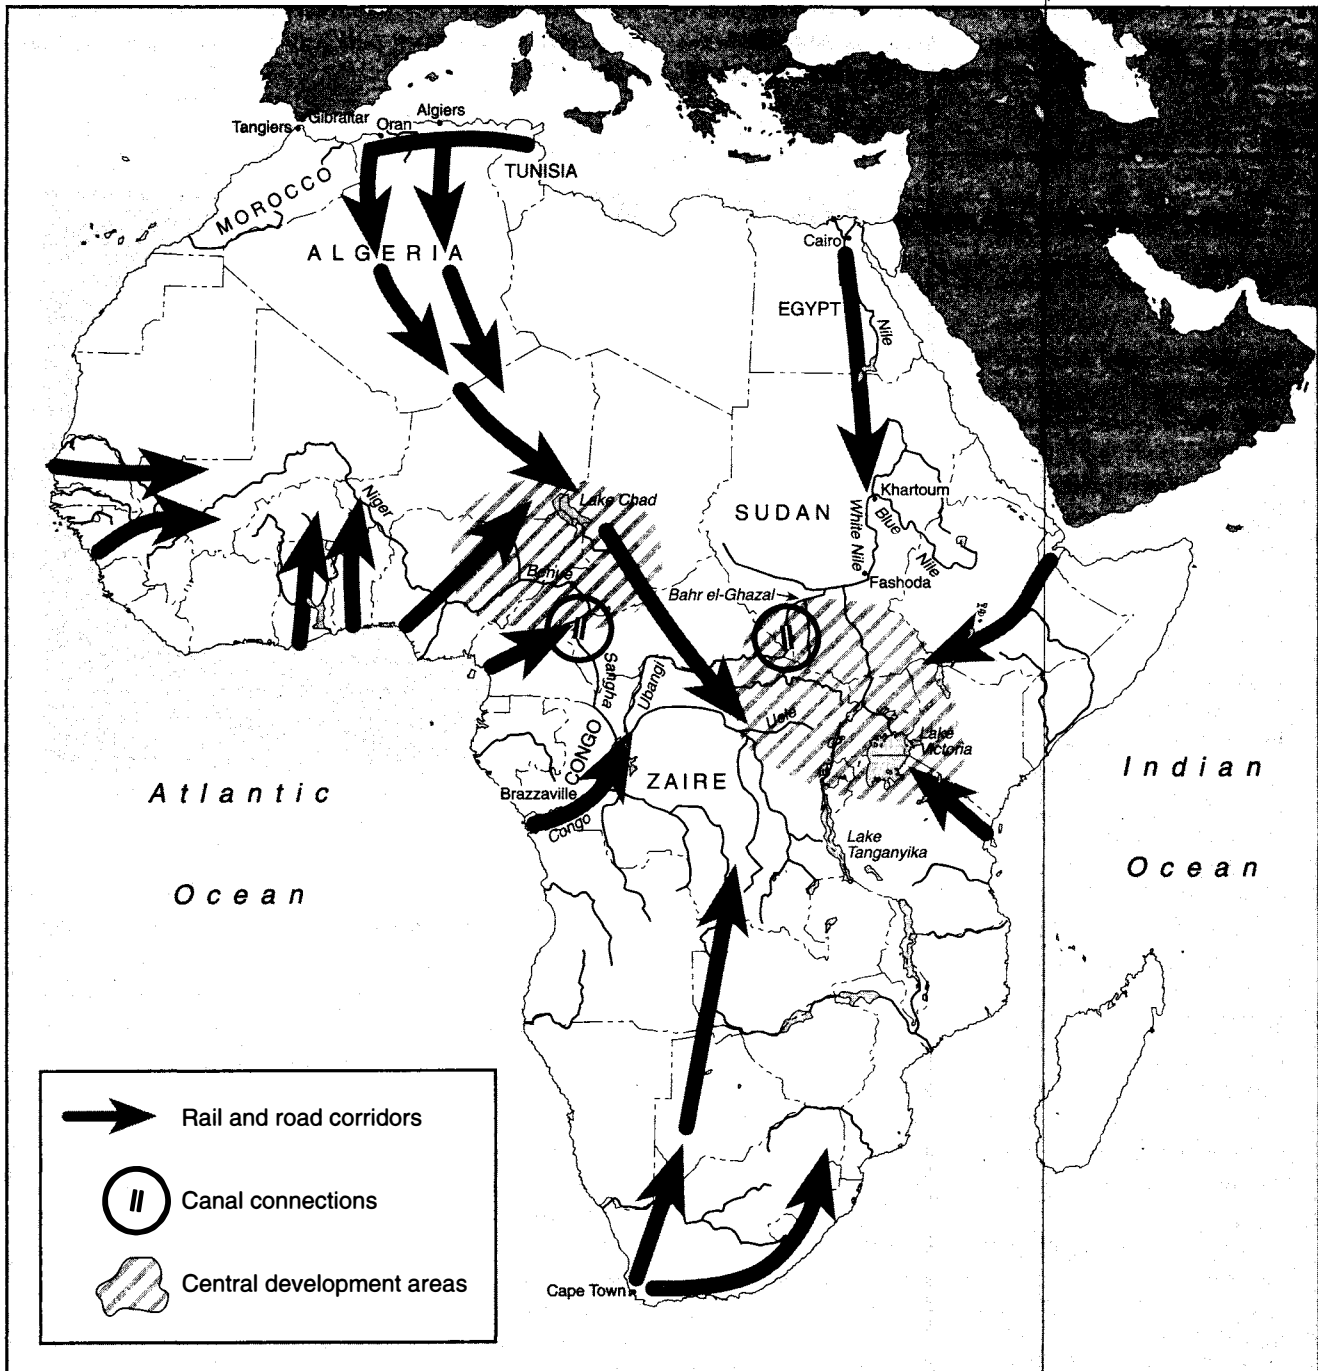 Gibraltar
Algiers
Tangiers
Oran
TUNISIA
MOROCCO
ALGERIA
Cairo
EGYPT
Nile
Niger
Lake Chad
Khartoum
SUDAN
White Nile
Blue
Nile
Benue
Fashoda
Bahr el-Ghazal
Sangha
Ubangi
Uele
Lake
Victoria
CONGO
ZAIRE
Brazzaville
Congo
Atlantic
Ocean
Indian
Ocean
Lake
Tanganyika
Rail and road corridors
Canal connections
Central development areas
Cape Town